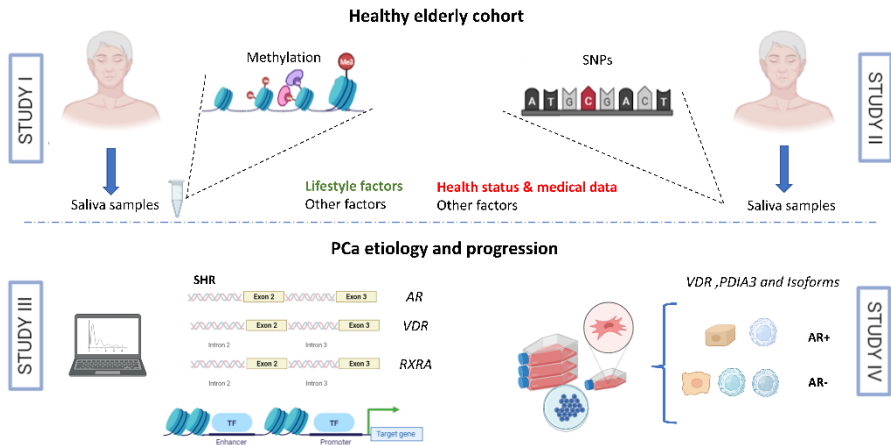 Healthy elderly cohort
STUDY I
Methylation
Me3
SNPs
A T G C G A C T
STUDY II
Saliva samples
Lifestyle factors
Other factors
Health status & medical data
Other factors
Saliva samples
PCa etiology and progression
STUDY III
SHR
Exon 2
Exon 3
AR
Exon 2
Exon 3
VDR
Intron 2
Intron 3
Exon 2
Exon 3
RXRA
Intron 2
Intron 3
TF
TF
Enhancer
Promoter
Target gene
VDR ,PDIA3 and Isoforms
AR+
AR-
STUDY IV